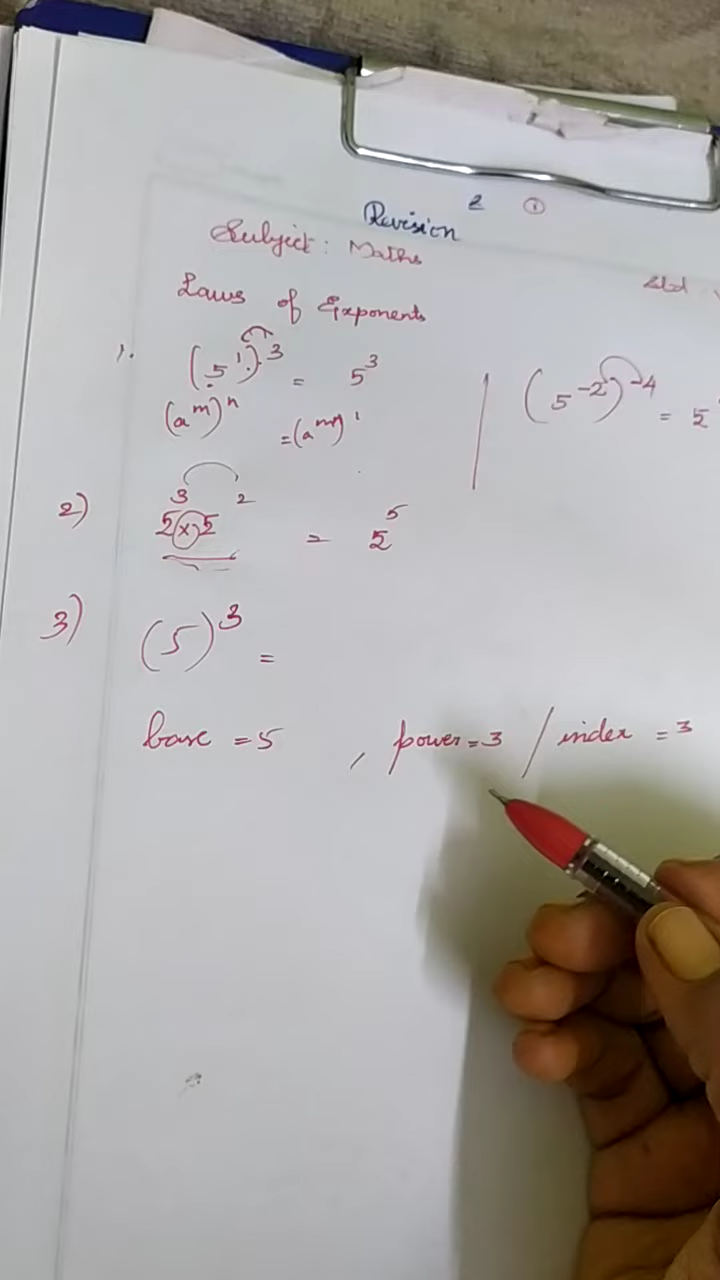 2 ①
Revision
Subject: Maths
Std
Laws of Exponents
1. (5¹)³ = 5³ | (5⁻²)⁻⁴ = 5
(aᵐ)ⁿ = (aᵐⁿ)¹
2) 5³ × 5² = 5⁵
3) (5)³ =
base = 5 , power = 3 / index = 3